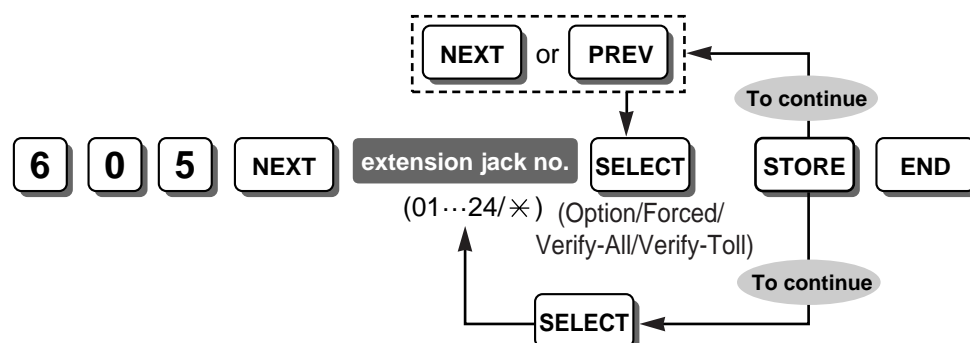 NEXT or PREV
To continue
6 0 5 NEXT extension jack no. SELECT STORE END
(01···24/✳) (Option/Forced/
Verify-All/Verify-Toll)
To continue
SELECT